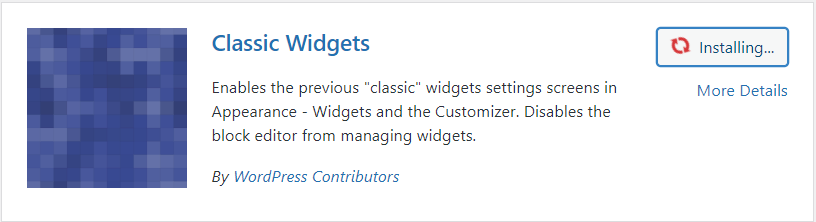 Classic Widgets
Installing...
More Details
Enables the previous "classic" widgets settings screens in
Appearance - Widgets and the Customizer. Disables the
block editor from managing widgets.
By WordPress Contributors